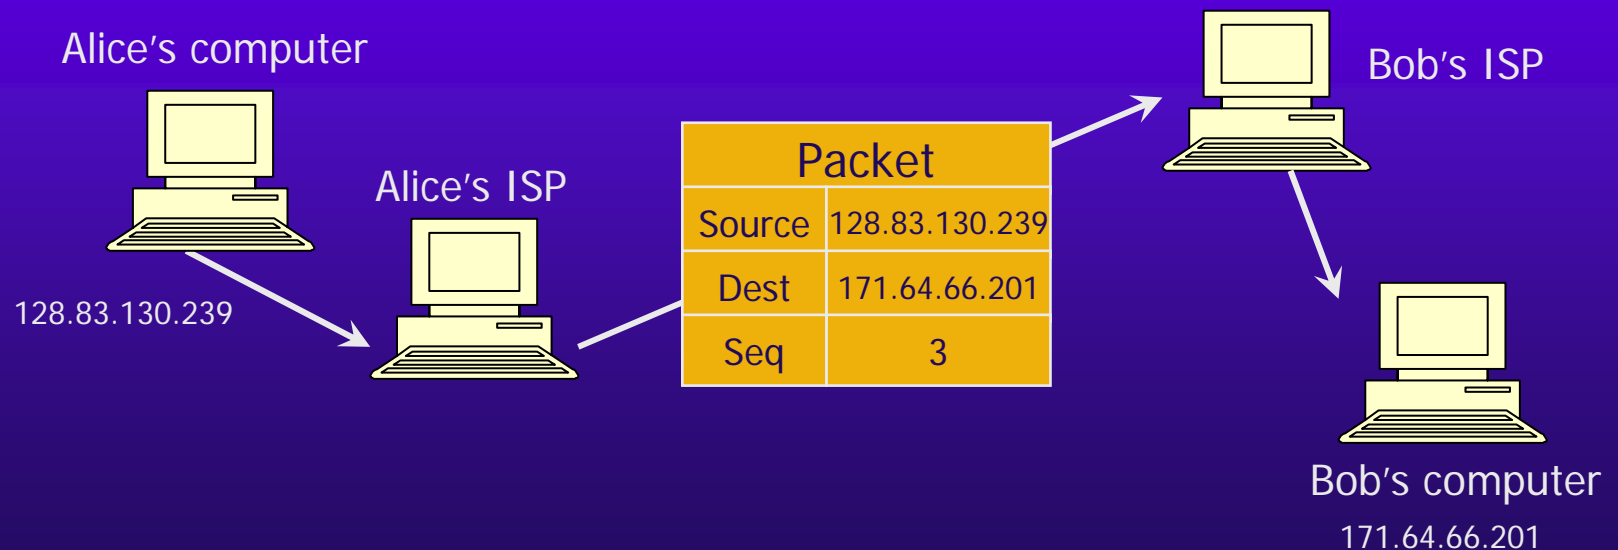 Alice's computer
Bob's ISP
Alice's ISP
Packet
Source 128.83.130.239
Dest 171.64.66.201
Seq 3
128.83.130.239
Bob's computer
171.64.66.201